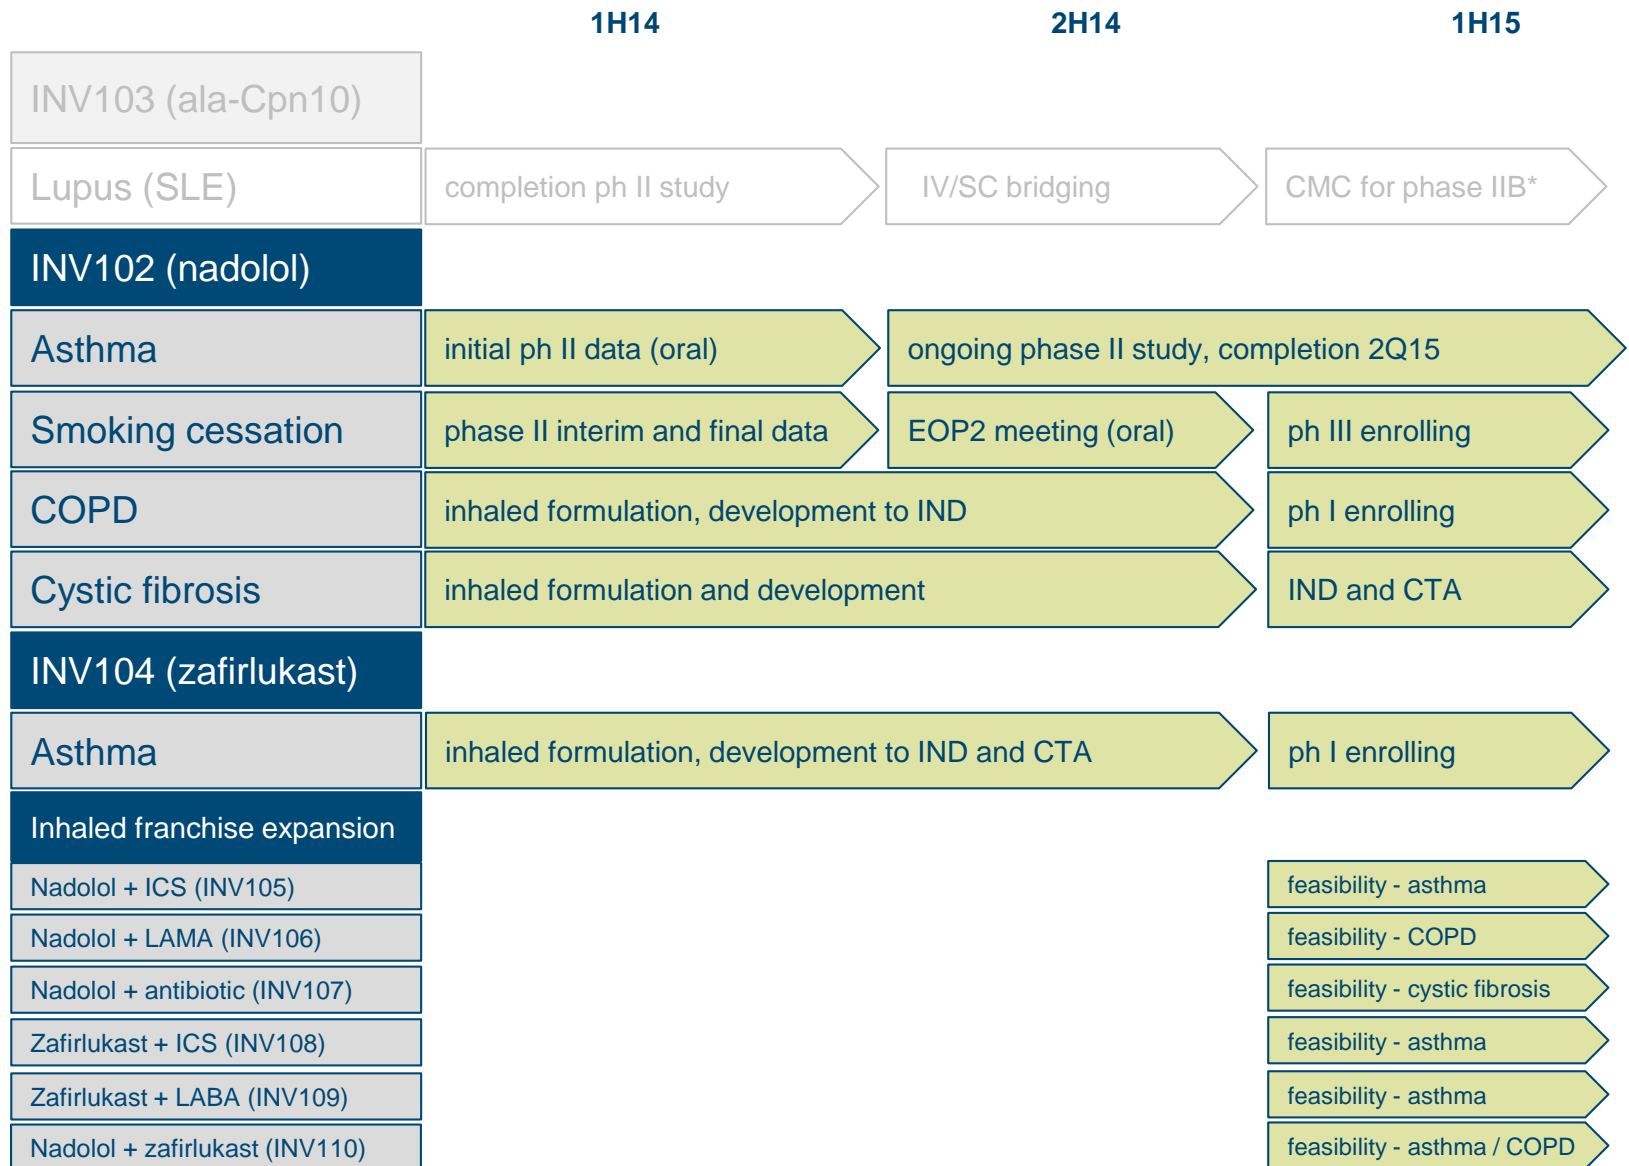 1H14 2H14 1H15
INV103 (ala-Cpn10)
Lupus (SLE) completion ph II study IV/SC bridging CMC for phase IIB*
INV102 (nadolol)
Asthma initial ph II data (oral) ongoing phase II study, completion 2Q15
Smoking cessation phase II interim and final data EOP2 meeting (oral) ph III enrolling
COPD inhaled formulation, development to IND ph I enrolling
Cystic fibrosis inhaled formulation and development IND and CTA
INV104 (zafirlukast)
Asthma inhaled formulation, development to IND and CTA ph I enrolling
Inhaled franchise expansion
Nadolol + ICS (INV105) feasibility - asthma
Nadolol + LAMA (INV106) feasibility - COPD
Nadolol + antibiotic (INV107) feasibility - cystic fibrosis
Zafirlukast + ICS (INV108) feasibility - asthma
Zafirlukast + LABA (INV109) feasibility - asthma
Nadolol + zafirlukast (INV110) feasibility - asthma / COPD